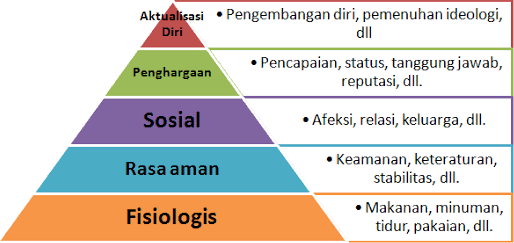 Aktualisasi
Diri
• Pengembangan diri, pemenuhan ideologi,
dll
Penghargaan
• Pencapaian, status, tanggung jawab,
reputasi, dll.
Sosial
• Afeksi, relasi, keluarga, dll.
Rasa aman
• Keamanan, keteraturan,
stabilitas, dll.
Fisiologis
• Makanan, minuman,
tidur, pakaian, dll.